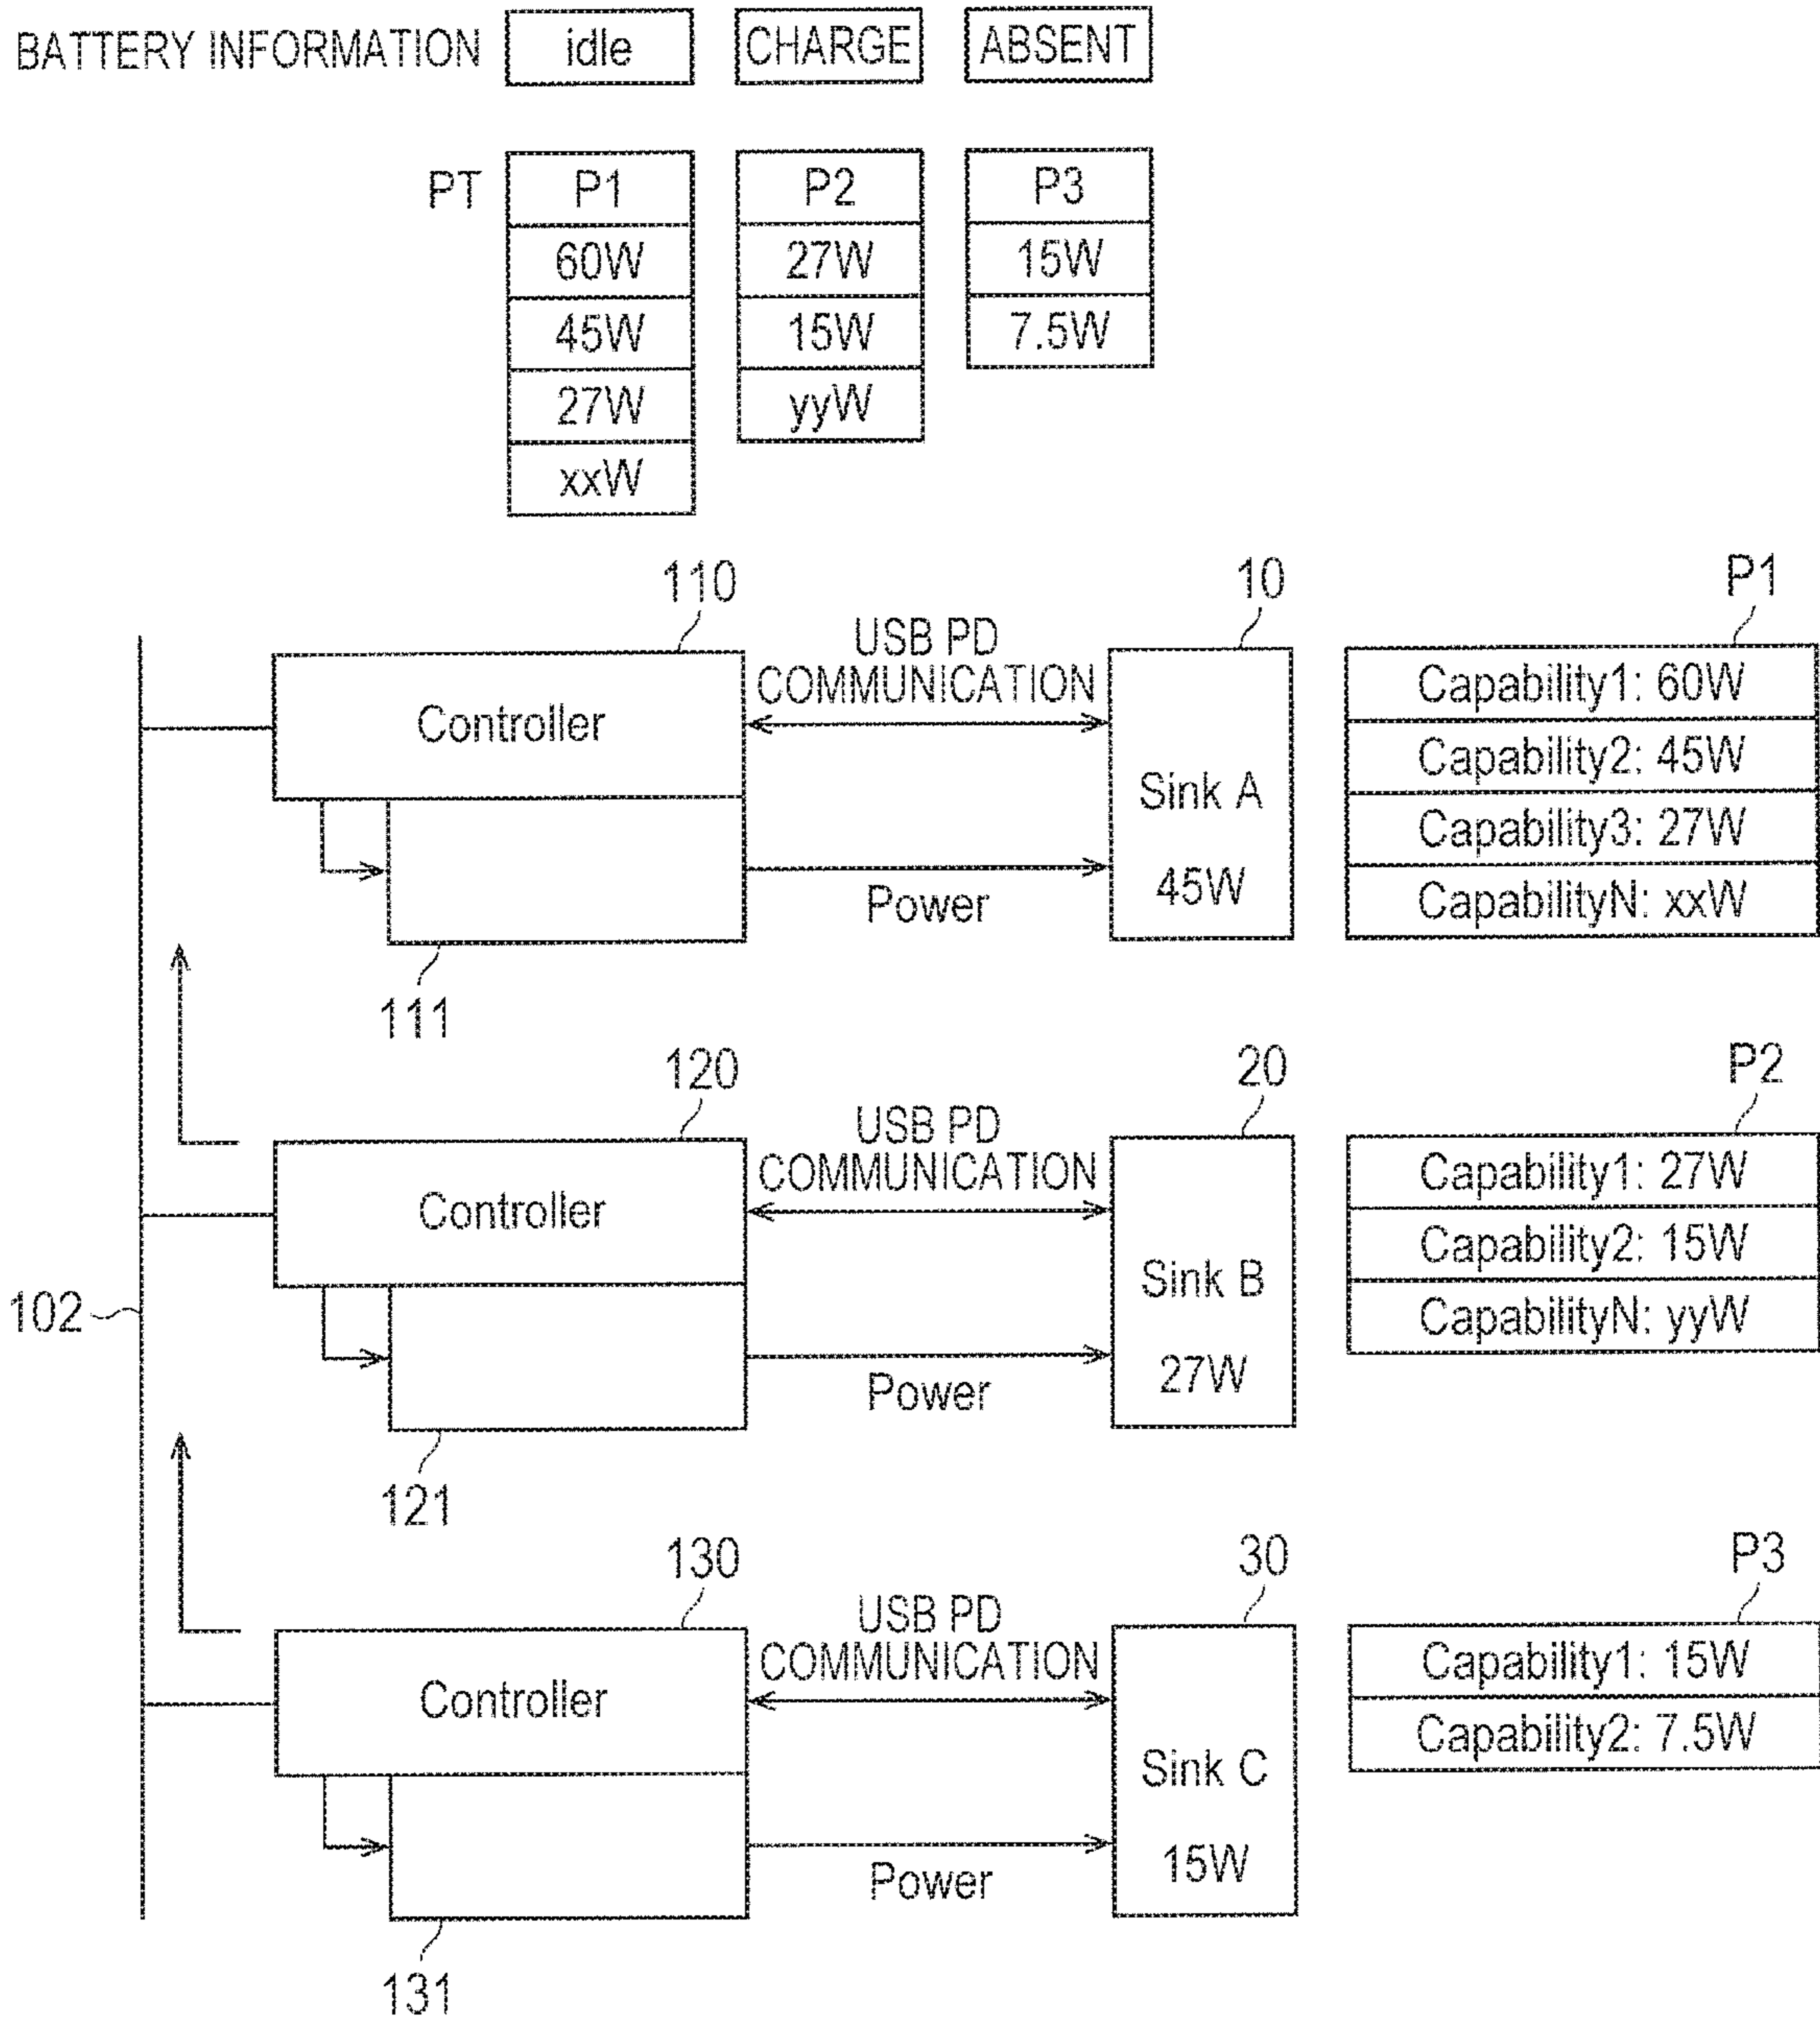 BATTERY INFORMATION idle CHARGE ABSENT
PT P1 P2 P3
60W 27W 15W
45W 15W 7.5W
27W yyW
xxW
110 10 P1
USB PD
COMMUNICATION
Controller
Capability1: 60W
Capability2: 45W
Capability3: 27W
CapabilityN: xxW
Sink A
45W
Power
111
120 20 P2
USB PD
COMMUNICATION
Controller
Capability1: 27W
Capability2: 15W
CapabilityN: yyW
Sink B
27W
102
Power
121
130 30 P3
USB PD
COMMUNICATION
Controller
Capability1: 15W
Capability2: 7.5W
Sink C
15W
Power
131